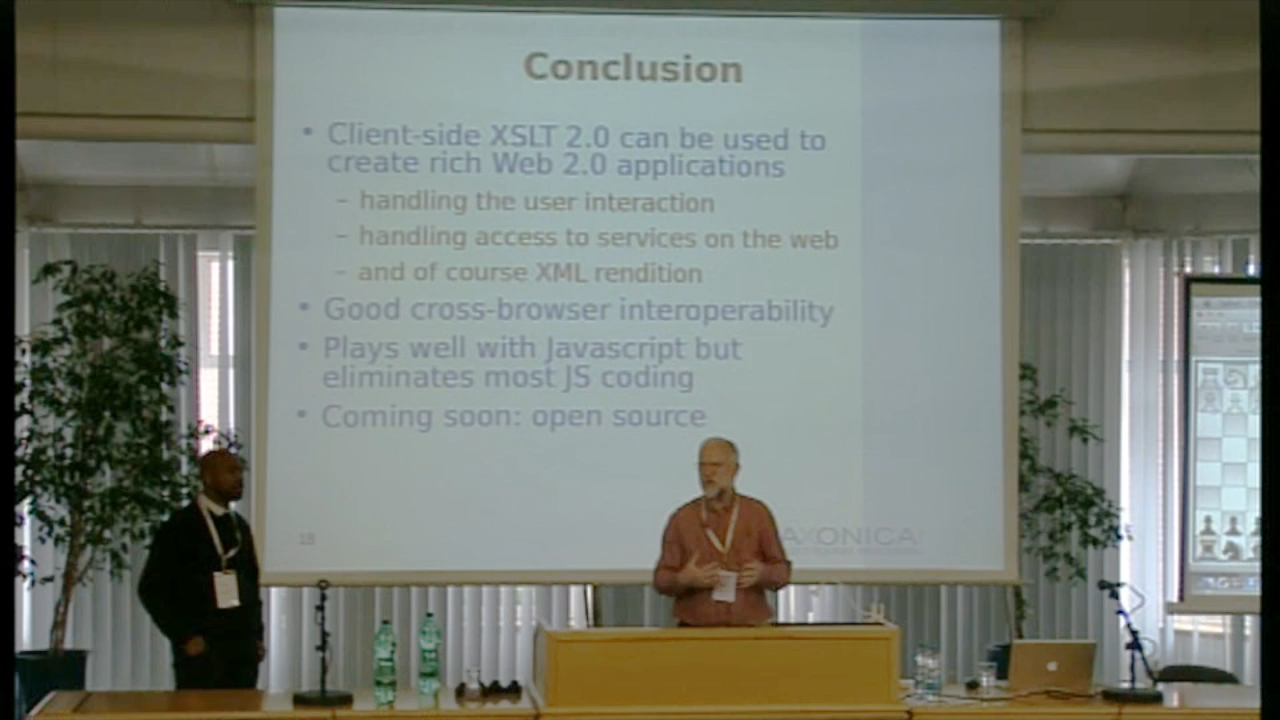 Conclusion
• Client-side XSLT 2.0 can be used to
create rich Web 2.0 applications
– handling the user interaction
– handling access to services on the web
– and of course XML rendition
• Good cross-browser interoperability
• Plays well with Javascript but
eliminates most JS coding
• Coming soon: open source
18
AXONICA